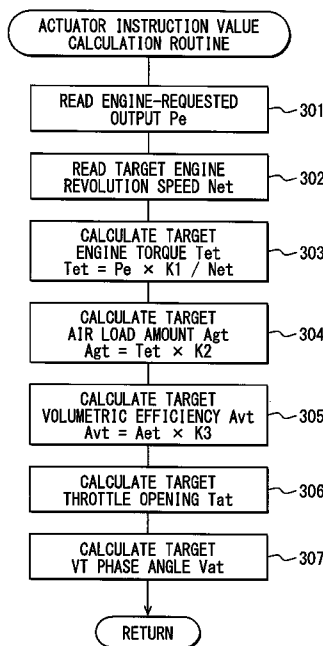 ACTUATOR INSTRUCTION VALUE
CALCULATION ROUTINE
READ ENGINE-REQUESTED
OUTPUT Pe
301
READ TARGET ENGINE
REVOLUTION SPEED Net
302
CALCULATE TARGET
ENGINE TORQUE Tet
Tet = Pe × K1 / Net
303
CALCULATE TARGET
AIR LOAD AMOUNT Agt
Agt = Tet × K2
304
CALCULATE TARGET
VOLUMETRIC EFFICIENCY Avt
Avt = Aet × K3
305
CALCULATE TARGET
THROTTLE OPENING Tat
306
CALCULATE TARGET
VT PHASE ANGLE Vat
307
RETURN